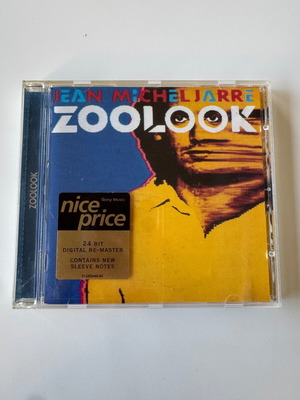 JEAN MICHEL JARRE
ZOOLOOK
ZOOLOOK
Sony Music
nice
price
24 BIT
DIGITAL RE-MASTER
CONTAINS NEW
SLEEVE NOTES